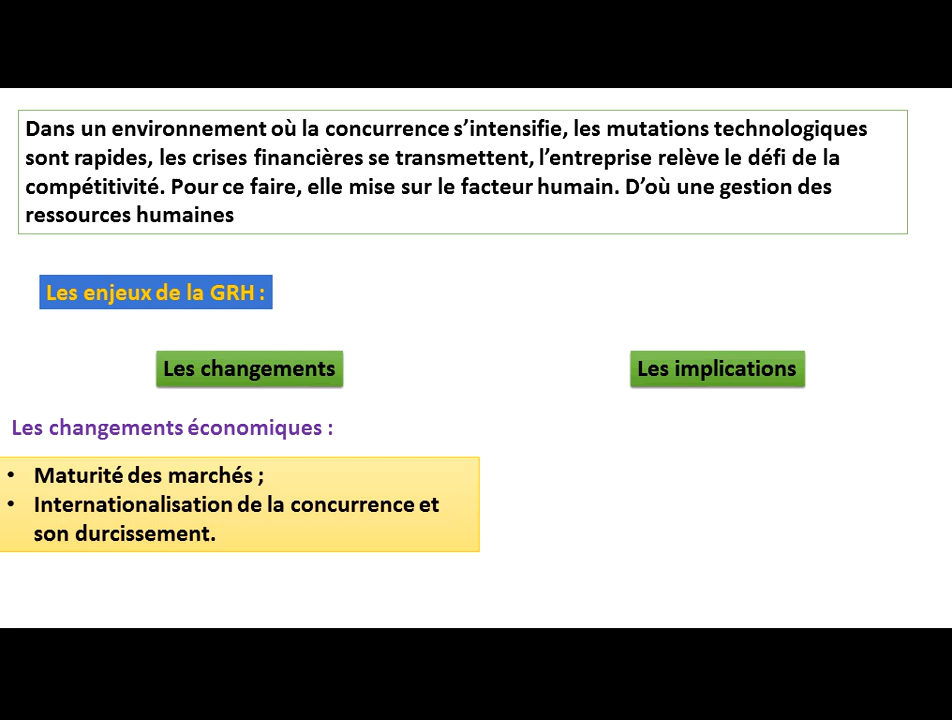 Dans un environnement où la concurrence s’intensifie, les mutations technologiques
sont rapides, les crises financières se transmettent, l’entreprise relève le défi de la
compétitivité. Pour ce faire, elle mise sur le facteur humain. D’où une gestion des
ressources humaines
Les enjeux de la GRH :
Les changements
Les implications
Les changements économiques :
• Maturité des marchés ;
• Internationalisation de la concurrence et
son durcissement.